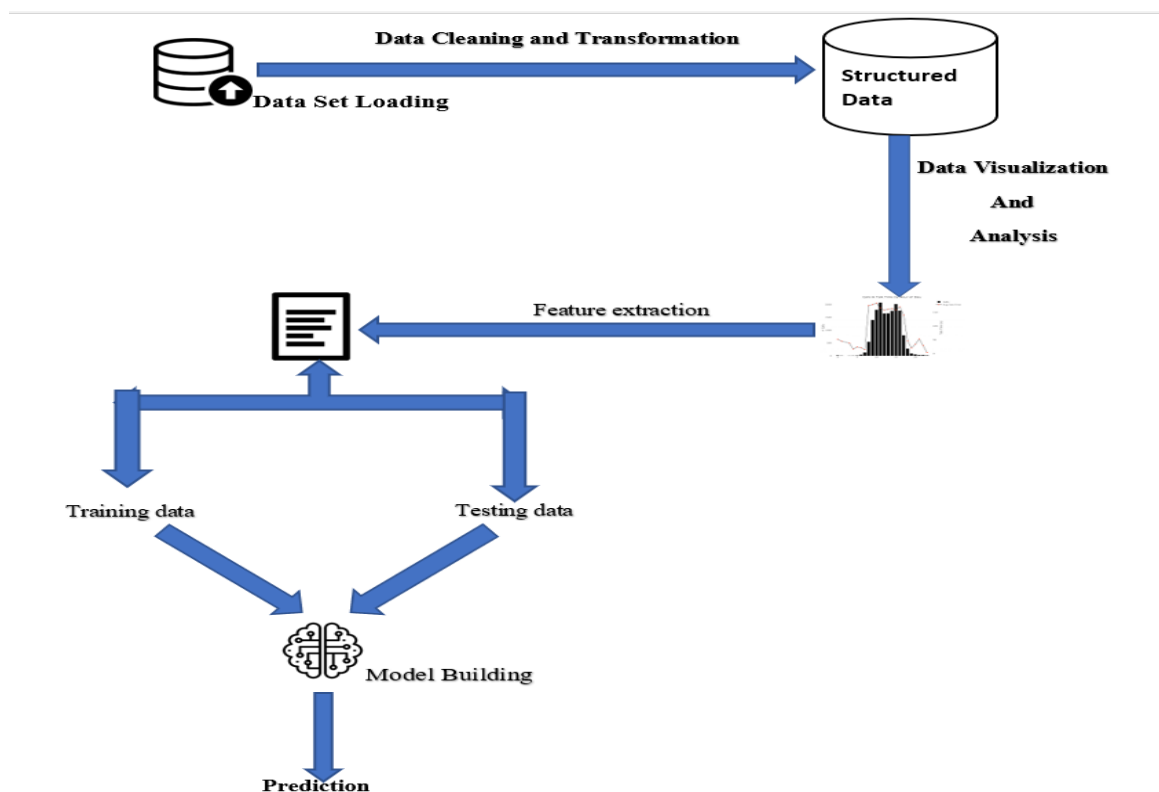 Data Cleaning and Transformation
Structured
Data
Data Set Loading
Data Visualization
And
Analysis
Feature extraction
Training data
Testing data
Model Building
Prediction